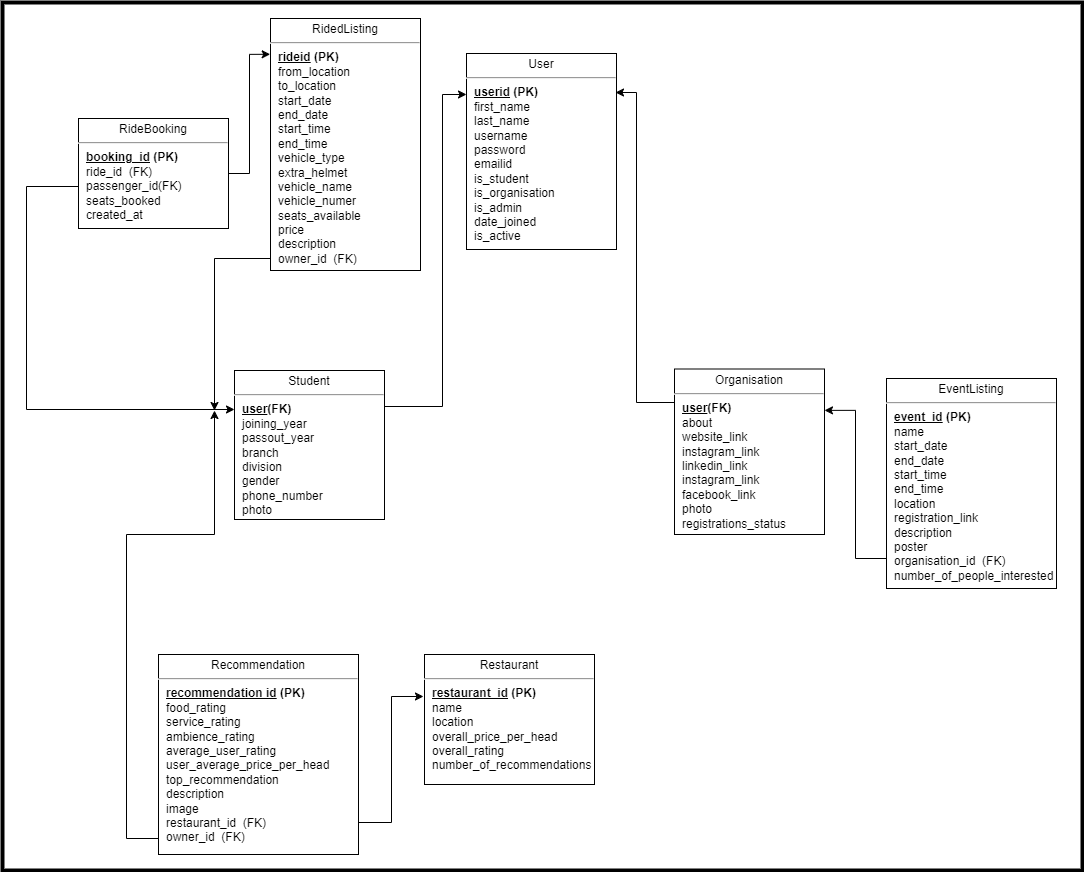 RidedListing
rideid (PK)
from_location
to_location
start_date
end_date
start_time
end_time
vehicle_type
extra_helmet
vehicle_name
vehicle_numer
seats_available
price
description
owner_id (FK)
User
userid (PK)
first_name
last_name
username
password
emailid
is_student
is_organisation
is_admin
date_joined
is_active
RideBooking
booking_id (PK)
ride_id (FK)
passenger_id(FK)
seats_booked
created_at
Student
user(FK)
joining_year
passout_year
branch
division
gender
phone_number
photo
Organisation
user(FK)
about
website_link
instagram_link
linkedin_link
instagram_link
facebook_link
photo
registrations_status
EventListing
event_id (PK)
name
start_date
end_date
start_time
end_time
location
registration_link
description
poster
organisation_id (FK)
number_of_people_interested
Recommendation
recommendation_id (PK)
food_rating
service_rating
ambience_rating
average_user_rating
user_average_price_per_head
top_recommendation
description
image
restaurant_id (FK)
owner_id (FK)
Restaurant
restaurant_id (PK)
name
location
overall_price_per_head
overall_rating
number_of_recommendations